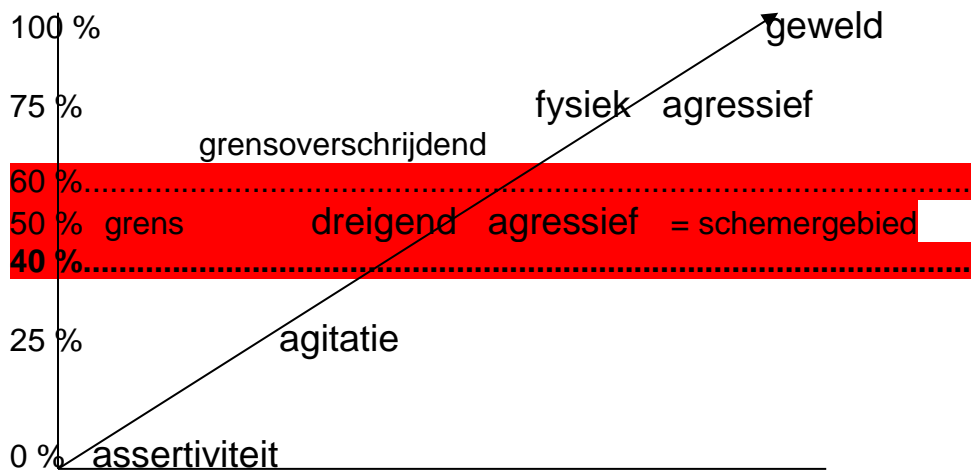 100 % geweld
75 % fysiek agressief
grensoverschrijdend
60 %
50 % grens dreigend agressief = schemergebied
40 %
25 % agitatie
0 % assertiviteit